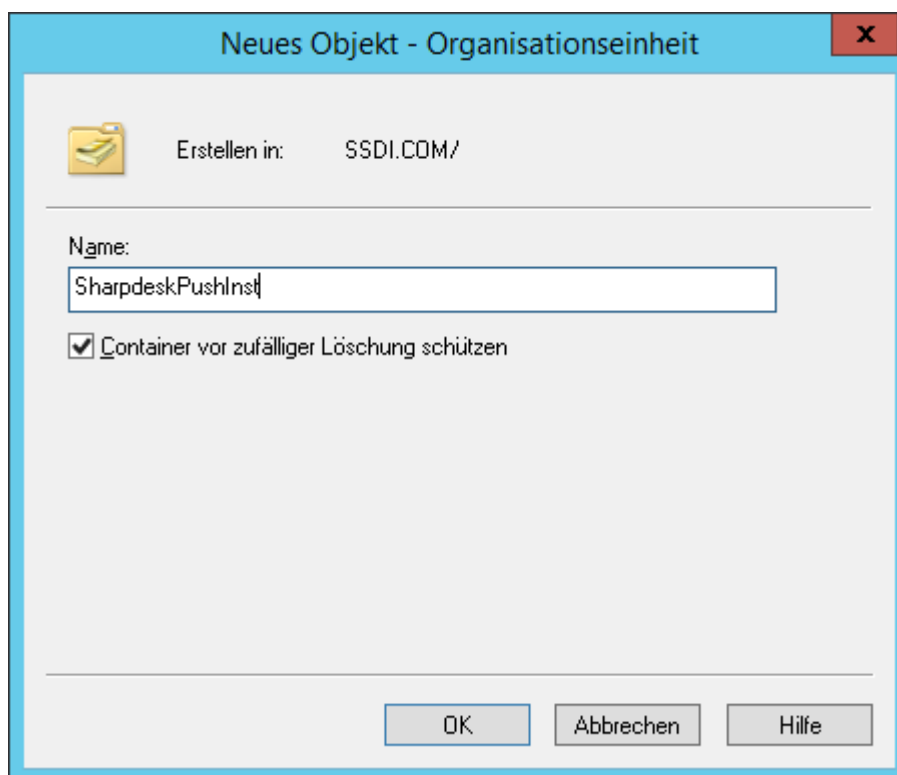 Neues Objekt - Organisationseinheit
x
Erstellen in: SSDI.COM/
Name:
SharpdeskPushInst
Container vor zufälliger Löschung schützen
OK Abbrechen Hilfe